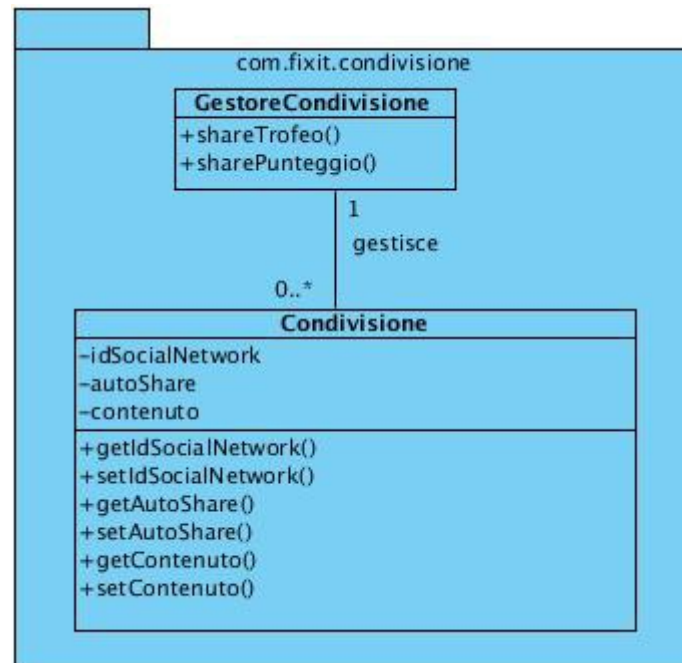 com.fixit.condivisione
GestoreCondivisione
+shareTrofeo()
+sharePunteggio()
1
gestisce
0..*
Condivisione
-idSocialNetwork
-autoShare
-contenuto
+getIdSocialNetwork()
+setIdSocialNetwork()
+getAutoShare()
+setAutoShare()
+getContenuto()
+setContenuto()